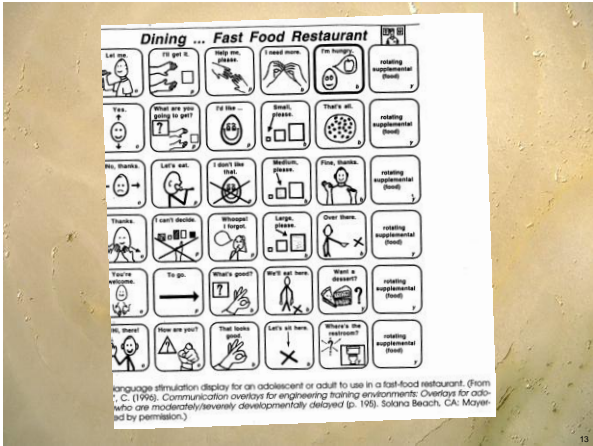 Dining ... Fast Food Restaurant
Let me.
I'll get it.
Help me, please.
I need more.
I'm hungry.
rotating supplemental (food)
Yes.
What are you going to get?
I'd like ...
Small, please.
That's all.
rotating supplemental (food)
No, thanks.
Let's eat.
I don't like that.
Medium, please.
Fine, thanks.
rotating supplemental (food)
Thanks.
I can't decide.
Whoops! I forgot.
Large, please.
Over there.
rotating supplemental (food)
You're welcome.
To go.
What's good?
We'll eat here.
Want a dessert?
rotating supplemental (food)
Hi, there!
How are you?
That looks good.
Let's sit here.
Where's the restroom?
rotating supplemental (food)
language stimulation display for an adolescent or adult to use in a fast-food restaurant. (From
, C. (1996). Communication overlays for engineering training environments: Overlays for ado-
who are moderately/severely developmentally delayed (p. 195). Solana Beach, CA: Mayer-
ed by permission.)
13